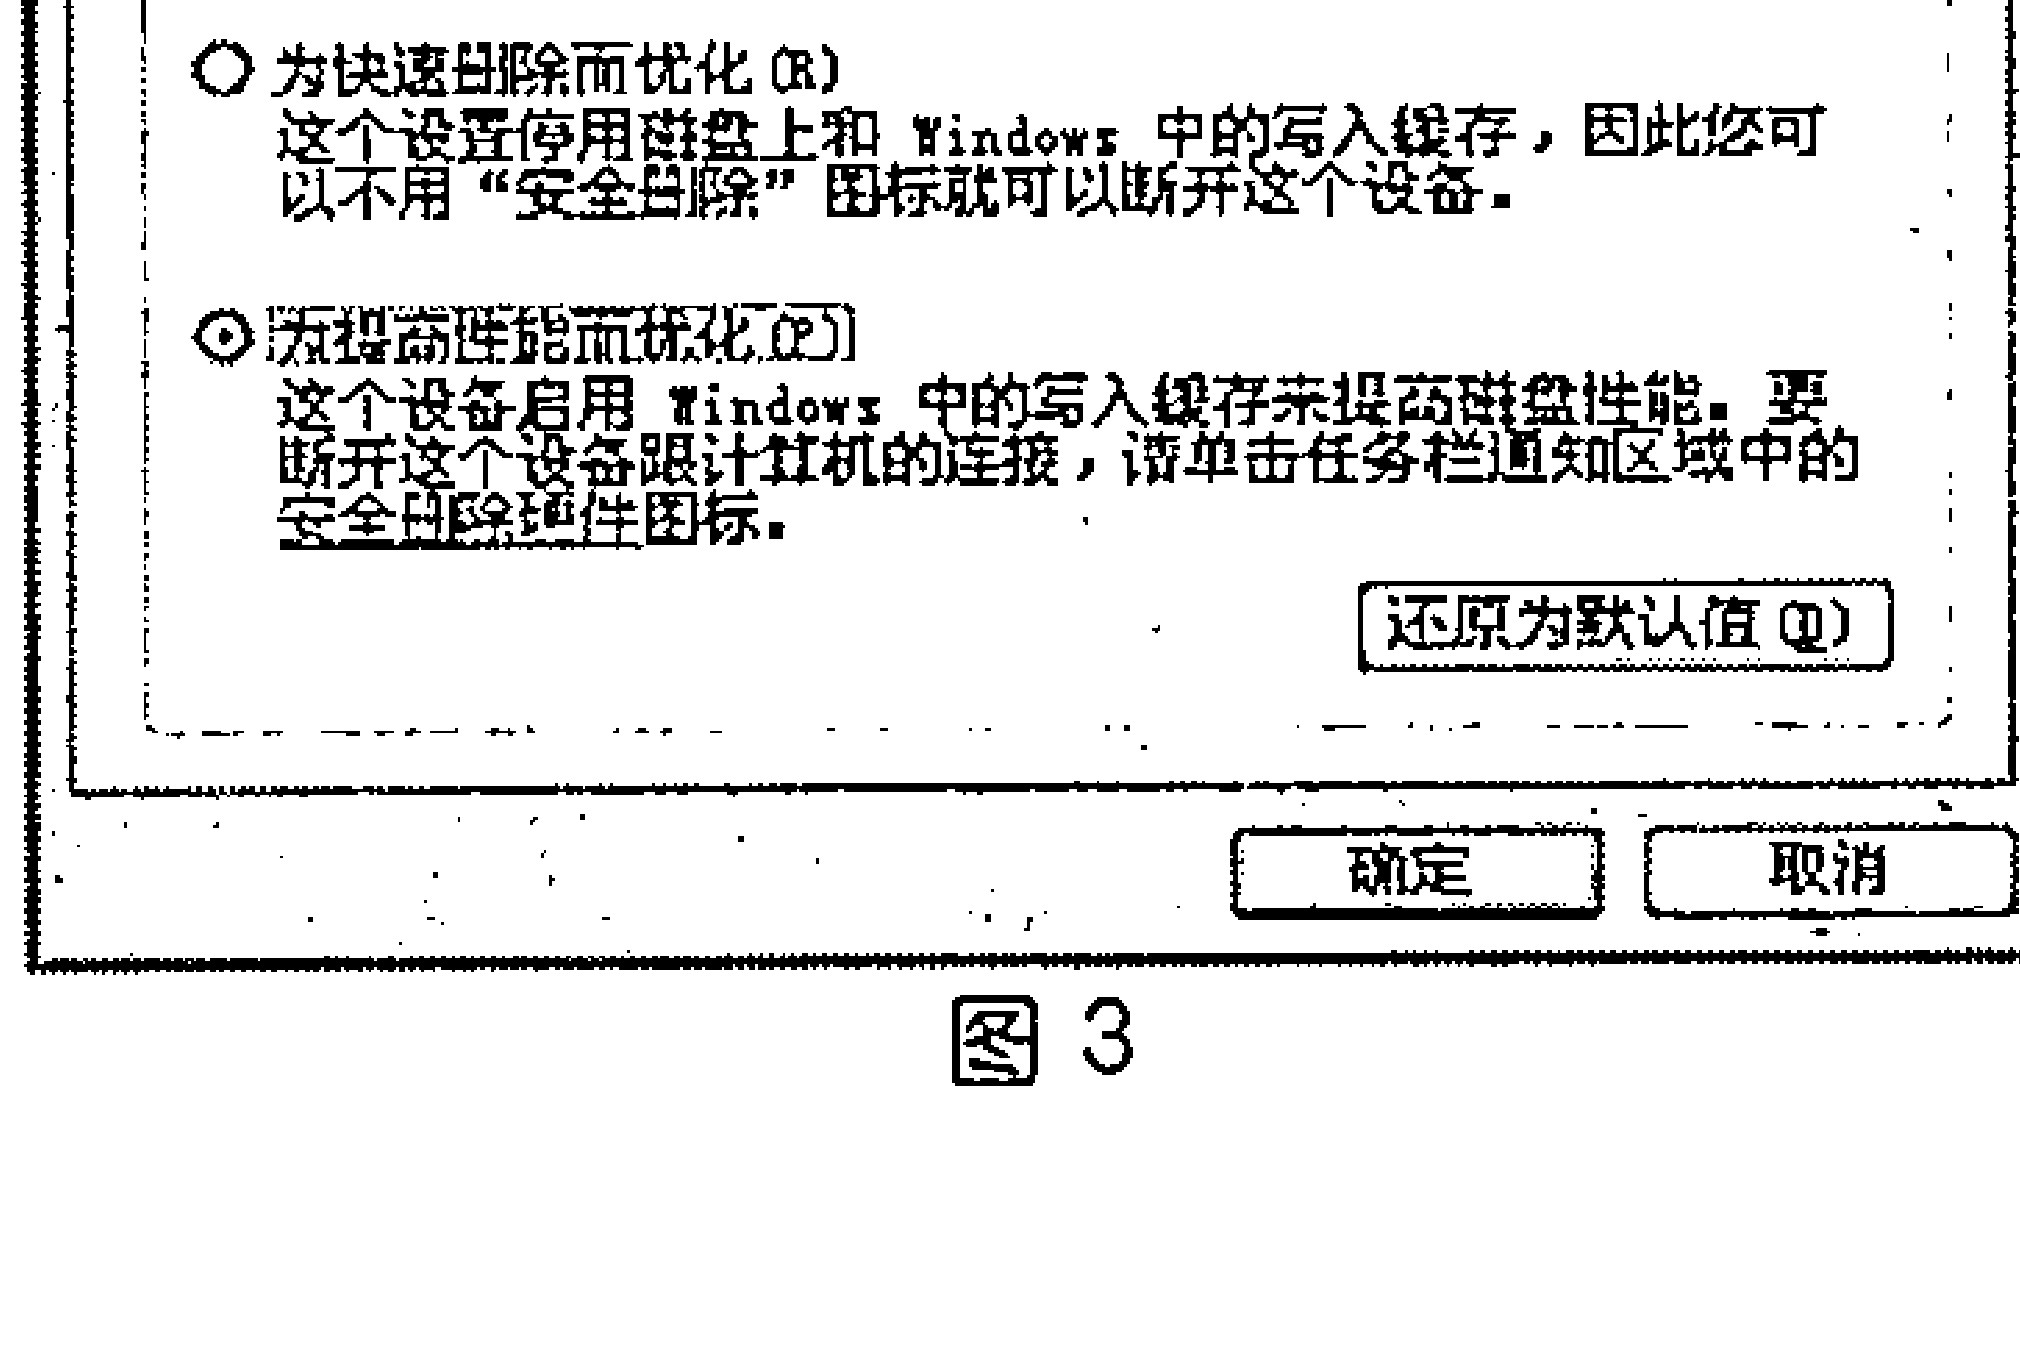 为快速删除而优化(R)
这个设置停用磁盘上和 Windows 中的写入缓存，因此您可
以不用“安全删除”图标就可以断开这个设备。
为提高性能而优化(P)
这个设备启用 Windows 中的写入缓存来提高磁盘性能。要
断开这个设备跟计算机的连接，请单击任务栏通知区域中的
安全删除硬件图标。
还原为默认值(D)
确定
取消
图 3